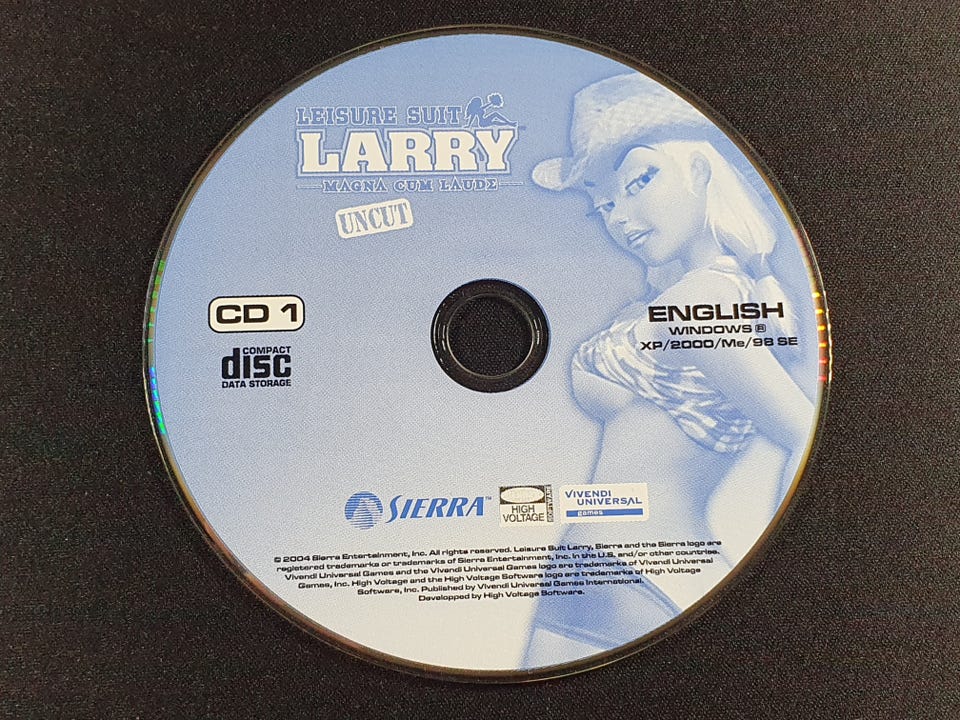 LEISURE SUIT
LARRY™
MAGNA CUM LAUDE
UNCUT
CD 1
COMPACT
disc
DATA STORAGE
ENGLISH
WINDOWS ®
XP/2000/Me/98 SE
SIERRA™
HIGH
VOLTAGE
SOFTWARE
VIVENDI
UNIVERSAL
games
© 2004 Sierra Entertainment, Inc. All rights reserved. Leisure Suit Larry, Sierra and the Sierra logo are
registered trademarks or trademarks of Sierra Entertainment, Inc. in the U.S. and/or other countries.
Vivendi Universal Games and the Vivendi Universal Games logo are trademarks of Vivendi Universal
Games, Inc. High Voltage and the High Voltage Software logo are trademarks of High Voltage
Software, Inc. Published by Vivendi Universal Games International.
Developped by High Voltage Software.